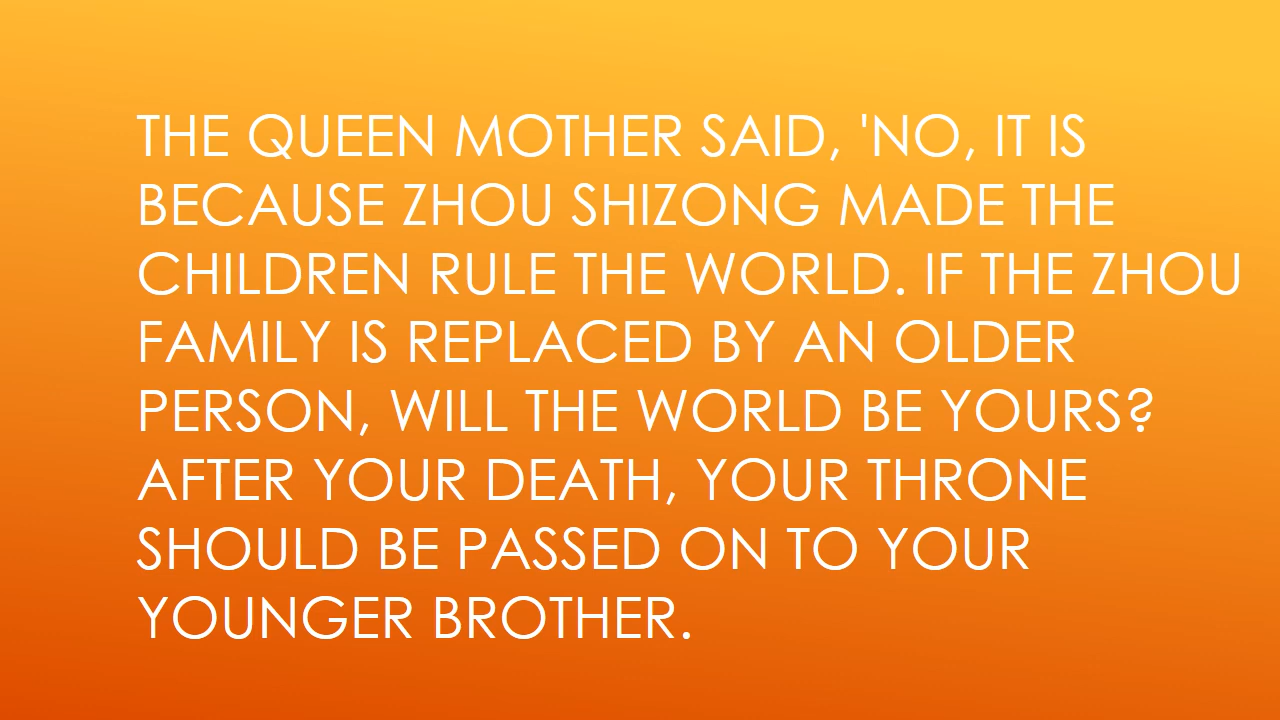 THE QUEEN MOTHER SAID, 'NO, IT IS
BECAUSE ZHOU SHIZONG MADE THE
CHILDREN RULE THE WORLD. IF THE ZHOU
FAMILY IS REPLACED BY AN OLDER
PERSON, WILL THE WORLD BE YOURS?
AFTER YOUR DEATH, YOUR THRONE
SHOULD BE PASSED ON TO YOUR
YOUNGER BROTHER.